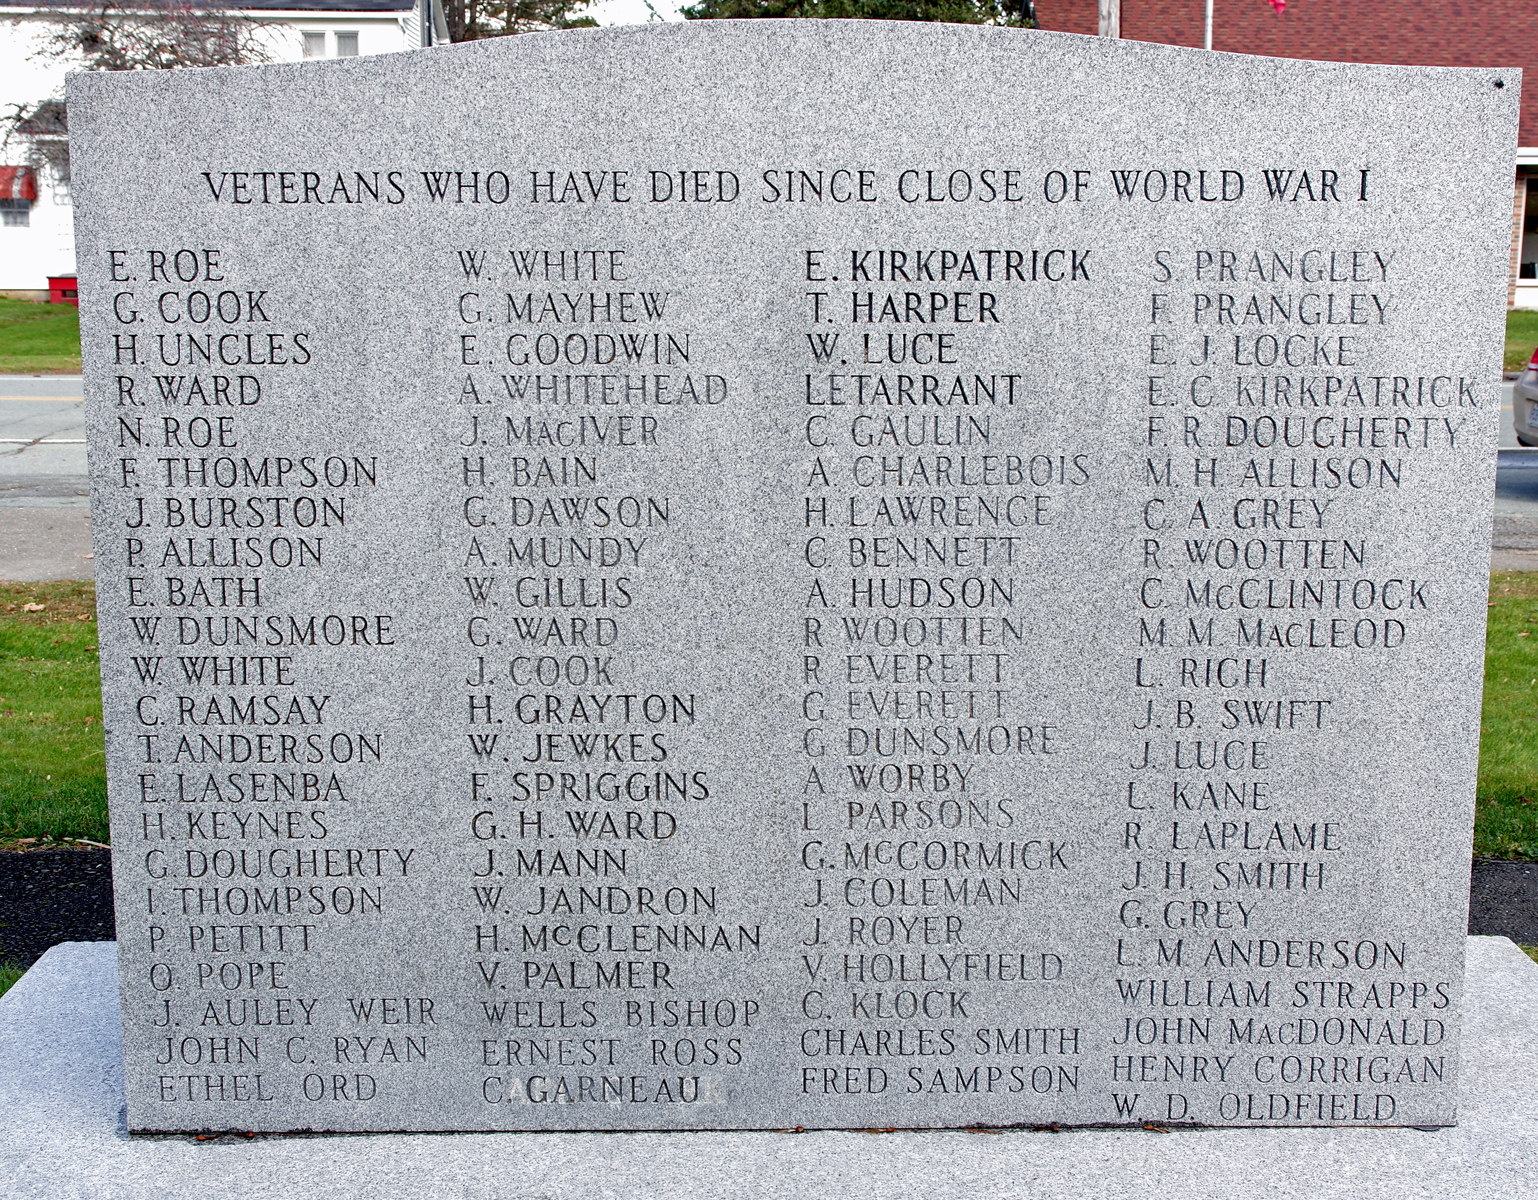 VETERANS WHO HAVE DIED SINCE CLOSE OF WORLD WAR I
E. ROE
G. COOK
H. UNCLES
R. WARD
N. ROE
F. THOMPSON
J. BURSTON
P. ALLISON
E. BATH
W. DUNSMORE
W. WHITE
C. RAMSAY
T. ANDERSON
E. LASENBA
H. KEYNES
G. DOUGHERTY
I. THOMPSON
P. PETITT
O. POPE
J. AULEY WEIR
JOHN C. RYAN
ETHEL ORD
W. WHITE
G. MAYHEW
E. GOODWIN
A. WHITEHEAD
J. MACIVER
H. BAIN
G. DAWSON
A. MUNDY
W. GILLIS
G. WARD
J. COOK
H. GRAYTON
W. JEWKES
F. SPRIGGINS
G. H. WARD
J. MANN
W. JANDRON
H. McCLENNAN
V. PALMER
WELLS BISHOP
ERNEST ROSS
C. GARNEAU
E. KIRKPATRICK
T. HARPER
W. LUCE
LETARRANT
C. GAULIN
A. CHARLEBOIS
H. LAWRENCE
C. BENNETT
A. HUDSON
R WOOTTEN
R EVERETT
G EVERETT
G DUNSMORE
A WORBY
L PARSONS
G. McCORMICK
J. COLEMAN
J. ROYER
V. HOLLYFIELD
C. KLOCK
CHARLES SMITH
FRED SAMPSON
S. PRANGLEY
F. PRANGLEY
E. J. LOCKE
E. C. KIRKPATRICK
F. R. DOUGHERTY
M. H. ALLISON
C. A. GREY
R. WOOTTEN
C. McCLINTOCK
M. M. MACLEOD
L. RICH
J. B. SWIFT
J. LUCE
L. KANE
R. LAPLAME
J. H. SMITH
G. GREY
L. M. ANDERSON
WILLIAM STRAPPS
JOHN MACDONALD
HENRY CORRIGAN
W. D. OLDFIELD